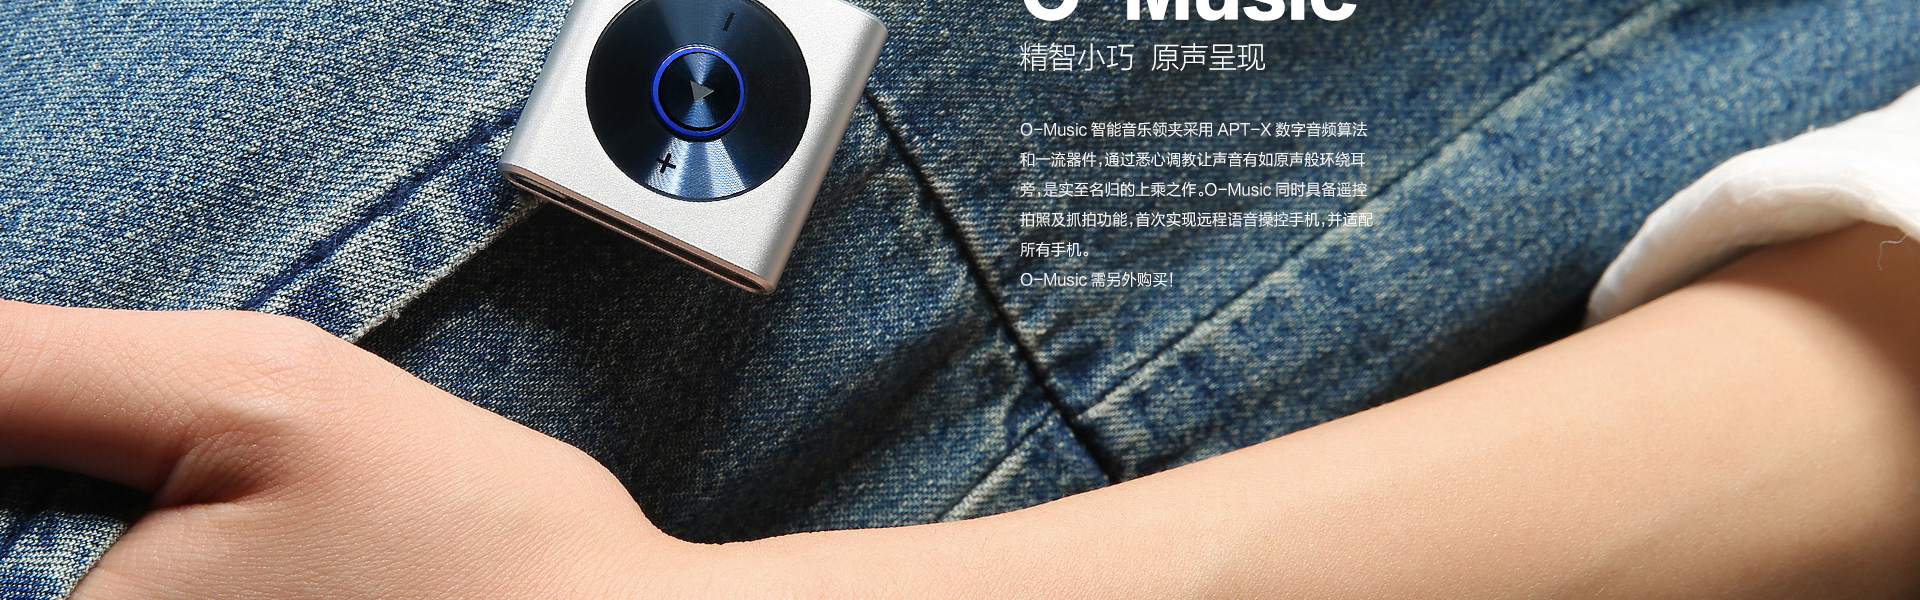 O-Music
精智小巧 原声呈现
O-Music 智能音乐领夹采用 APT-X 数字音频算法
和一流器件，通过悉心调教让声音有如原声般环绕耳
旁，是实至名归的上乘之作。O-Music 同时具备遥控
拍照及抓拍功能，首次实现远程语音操控手机，并适配
所有手机。
O-Music 需另外购买！